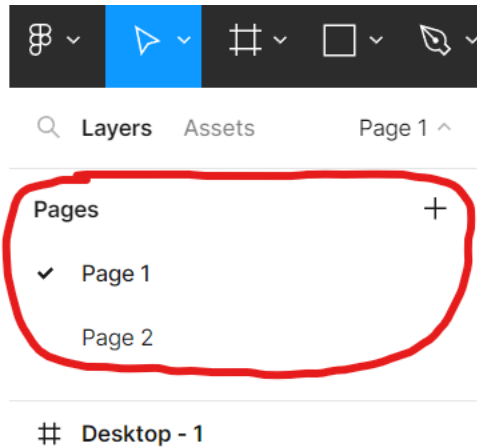 Layers Assets Page 1
Pages
Page 1
Page 2
Desktop - 1